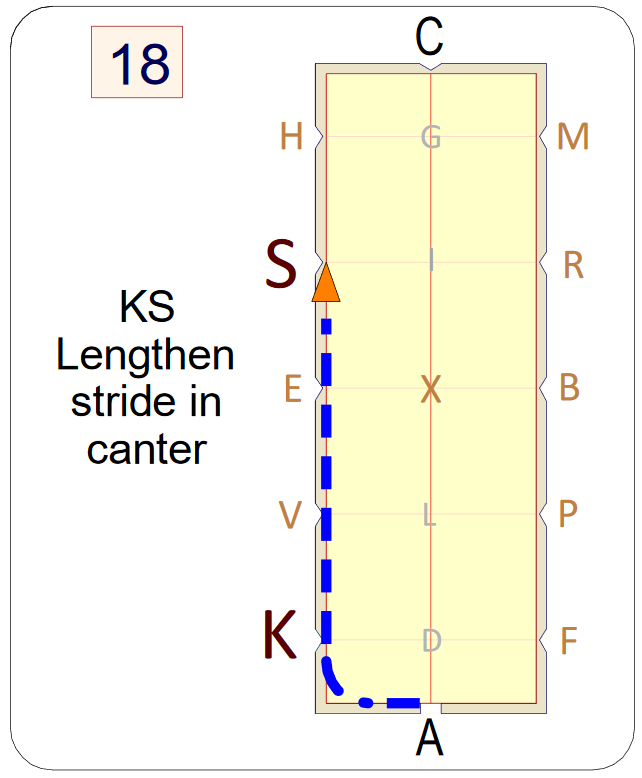 18
C
H G M
S I R
KS
Lengthen
stride in
canter
E X B
V L P
K D F
A